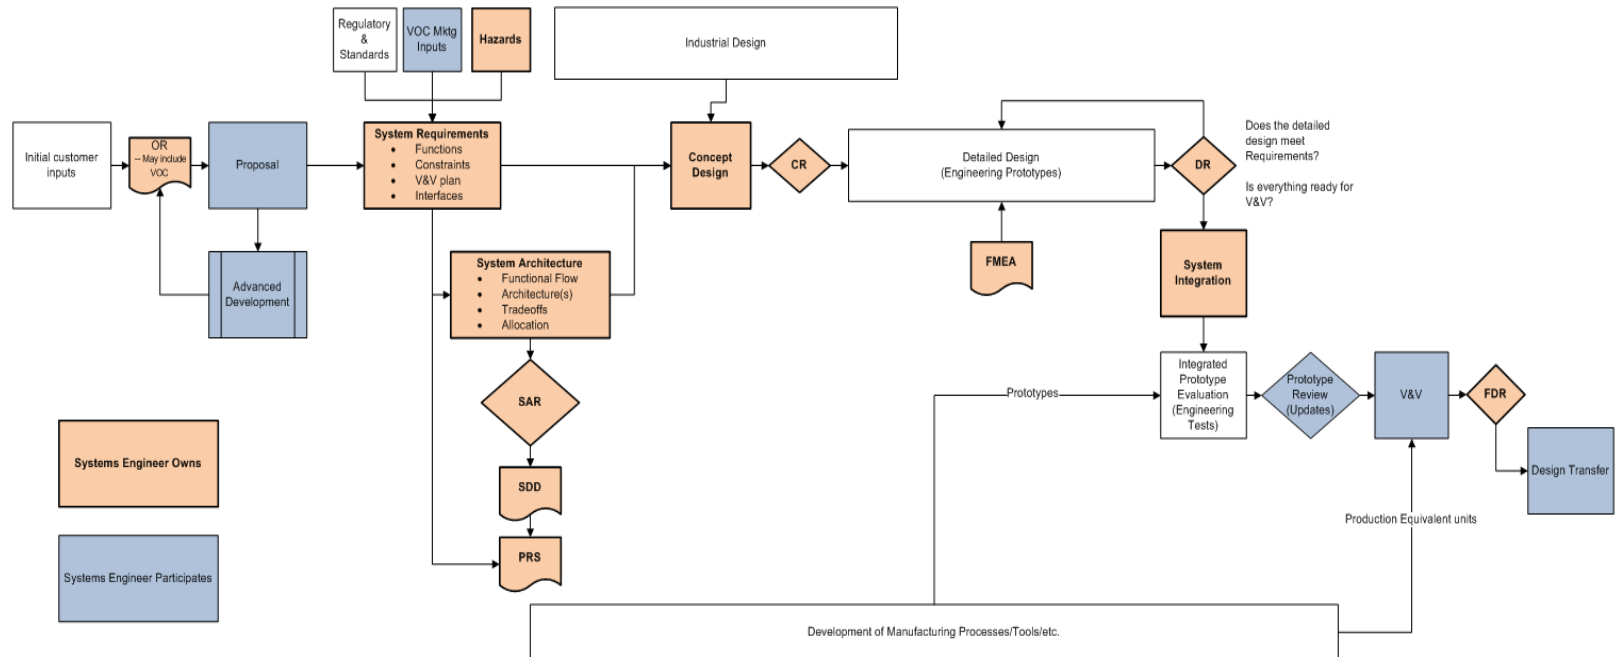 Regulatory
&
Standards
VOC Mktg
Inputs
Hazards
Industrial Design
Initial customer
inputs
OR
-- May include
VOC
Proposal
Advanced
Development
System Requirements
• Functions
• Constraints
• V&V plan
• Interfaces
System Architecture
• Functional Flow
• Architecture(s)
• Tradeoffs
• Allocation
SAR
SDD
PRS
Concept
Design
CR
Detailed Design
(Engineering Prototypes)
FMEA
DR
Does the detailed
design meet
Requirements?
Is everything ready for
V&V?
System
Integration
Prototypes
Integrated
Prototype
Evaluation
(Engineering
Tests)
Prototype
Review
(Updates)
V&V
FDR
Design Transfer
Production Equivalent units
Development of Manufacturing Processes/Tools/etc.
Systems Engineer Owns
Systems Engineer Participates